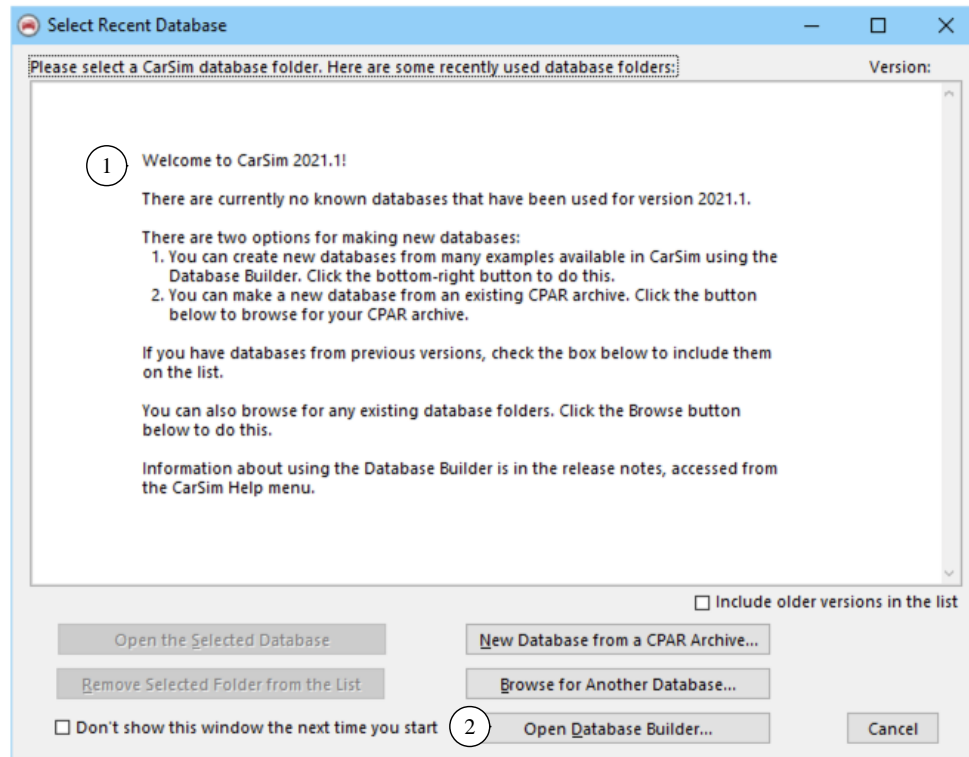 Select Recent Database
Please select a CarSim database folder. Here are some recently used database folders:
Version:
1
Welcome to CarSim 2021.1!
There are currently no known databases that have been used for version 2021.1.
There are two options for making new databases:
1. You can create new databases from many examples available in CarSim using the
Database Builder. Click the bottom-right button to do this.
2. You can make a new database from an existing CPAR archive. Click the button
below to browse for your CPAR archive.
If you have databases from previous versions, check the box below to include them
on the list.
You can also browse for any existing database folders. Click the Browse button
below to do this.
Information about using the Database Builder is in the release notes, accessed from
the CarSim Help menu.
Include older versions in the list
Open the Selected Database
New Database from a CPAR Archive...
Remove Selected Folder from the List
Browse for Another Database...
Don't show this window the next time you start
2
Open Database Builder...
Cancel